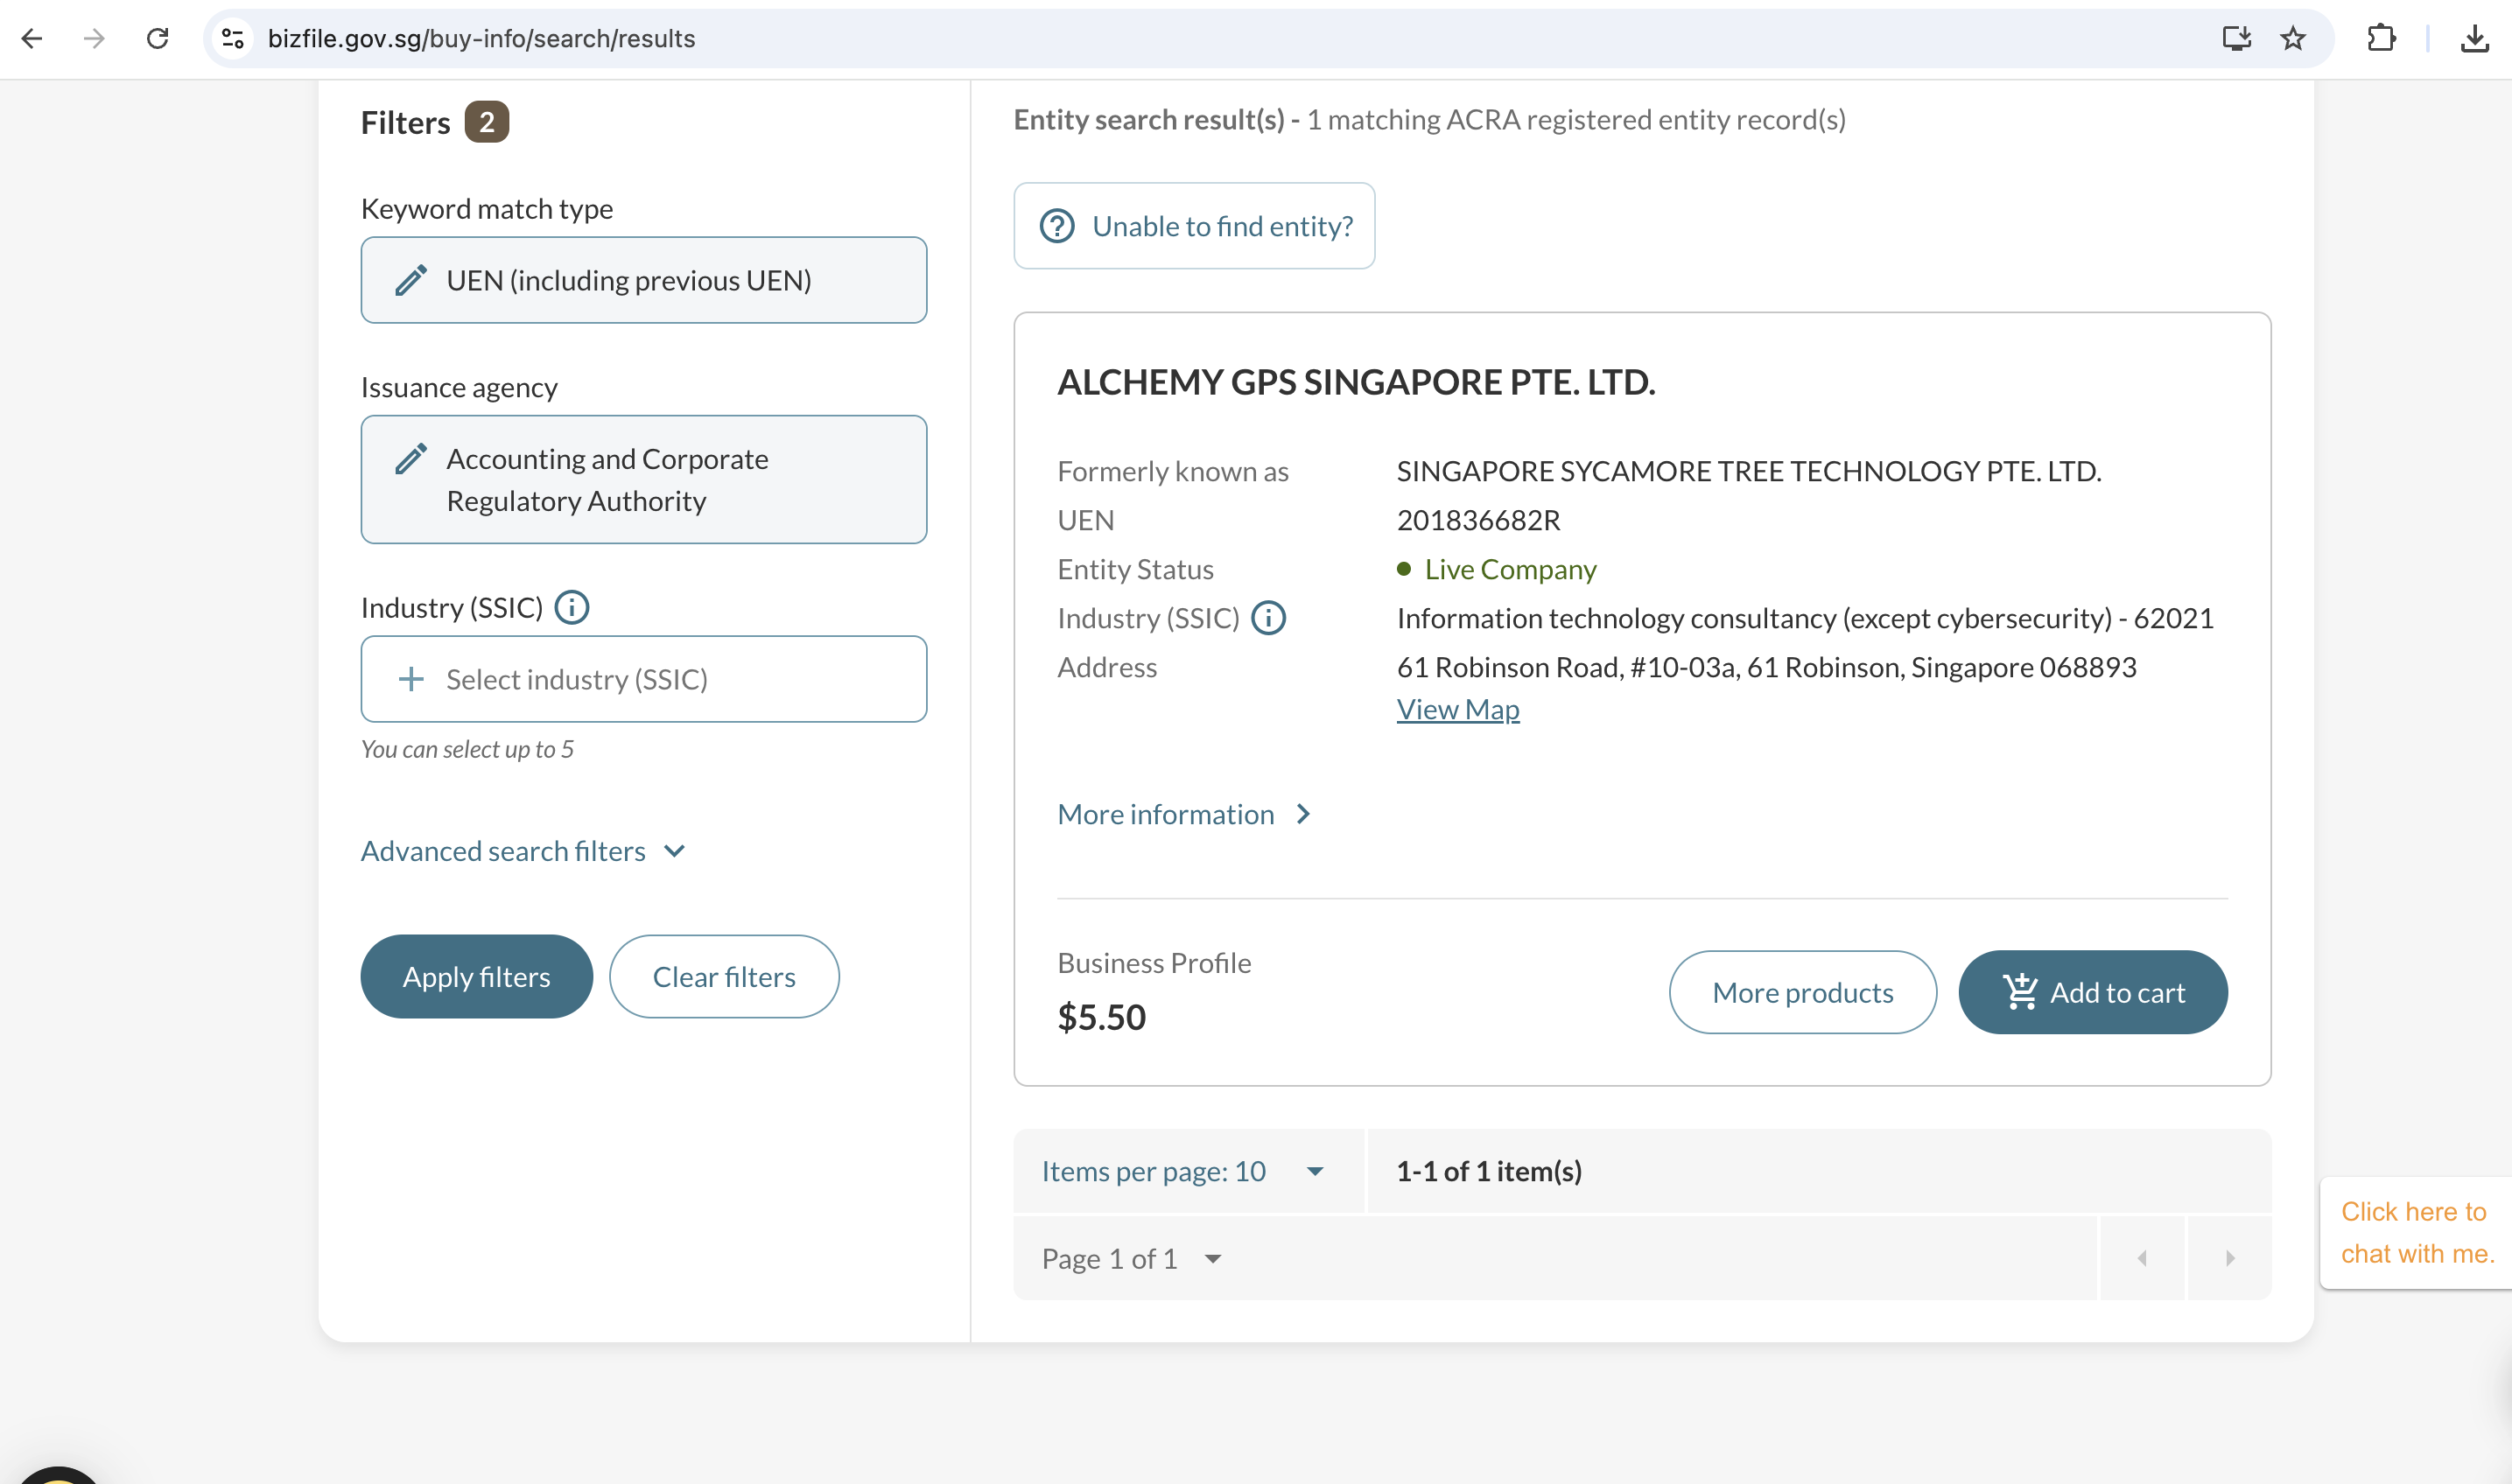 bizfile.gov.sg/buy-info/search/results
Filters 2
Keyword match type
UEN (including previous UEN)
Issuance agency
Accounting and Corporate
Regulatory Authority
Industry (SSIC)
Select industry (SSIC)
You can select up to 5
Advanced search filters
Apply filters
Clear filters
Entity search result(s) - 1 matching ACRA registered entity record(s)
Unable to find entity?
ALCHEMY GPS SINGAPORE PTE. LTD.
Formerly known as SINGAPORE SYCAMORE TREE TECHNOLOGY PTE. LTD.
UEN 201836682R
Entity Status Live Company
Industry (SSIC) Information technology consultancy (except cybersecurity) - 62021
Address 61 Robinson Road, #10-03a, 61 Robinson, Singapore 068893
View Map
More information
Business Profile
$5.50
More products
Add to cart
Items per page: 10
1-1 of 1 item(s)
Page 1 of 1
Click here to
chat with me.